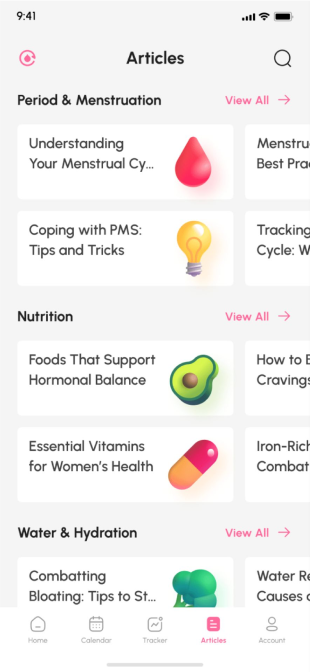 9:41
Articles
Period & Menstruation
View All
Understanding
Your Menstrual Cy...
Menstru
Best Pra
Coping with PMS:
Tips and Tricks
Tracking
Cycle: W
Nutrition
View All
Foods That Support
Hormonal Balance
How to E
Cravings
Essential Vitamins
for Women's Health
Iron-Rich
Combat
Water & Hydration
View All
Combatting
Bloating: Tips to St...
Water Re
Causes
Home
Calendar
Tracker
Articles
Account